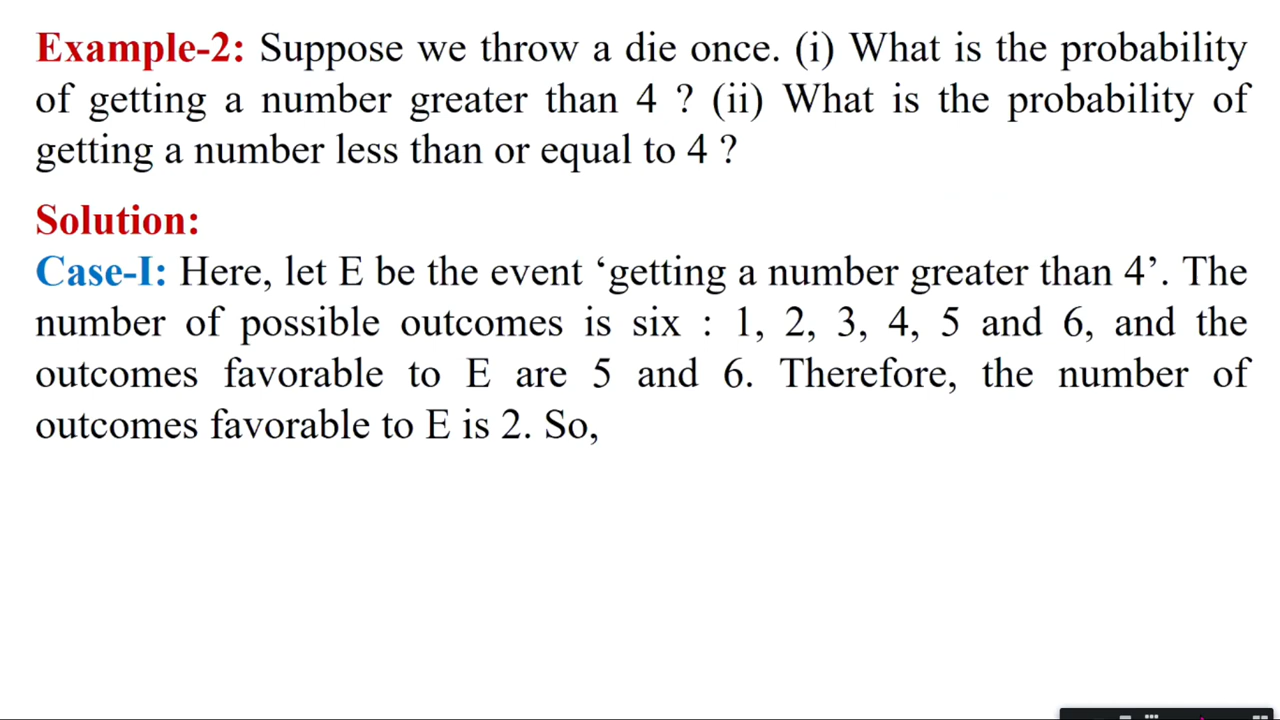 Example-2: Suppose we throw a die once. (i) What is the probability
of getting a number greater than 4 ? (ii) What is the probability of
getting a number less than or equal to 4 ?
Solution:
Case-I: Here, let E be the event ‘getting a number greater than 4’. The
number of possible outcomes is six : 1, 2, 3, 4, 5 and 6, and the
outcomes favorable to E are 5 and 6. Therefore, the number of
outcomes favorable to E is 2. So,